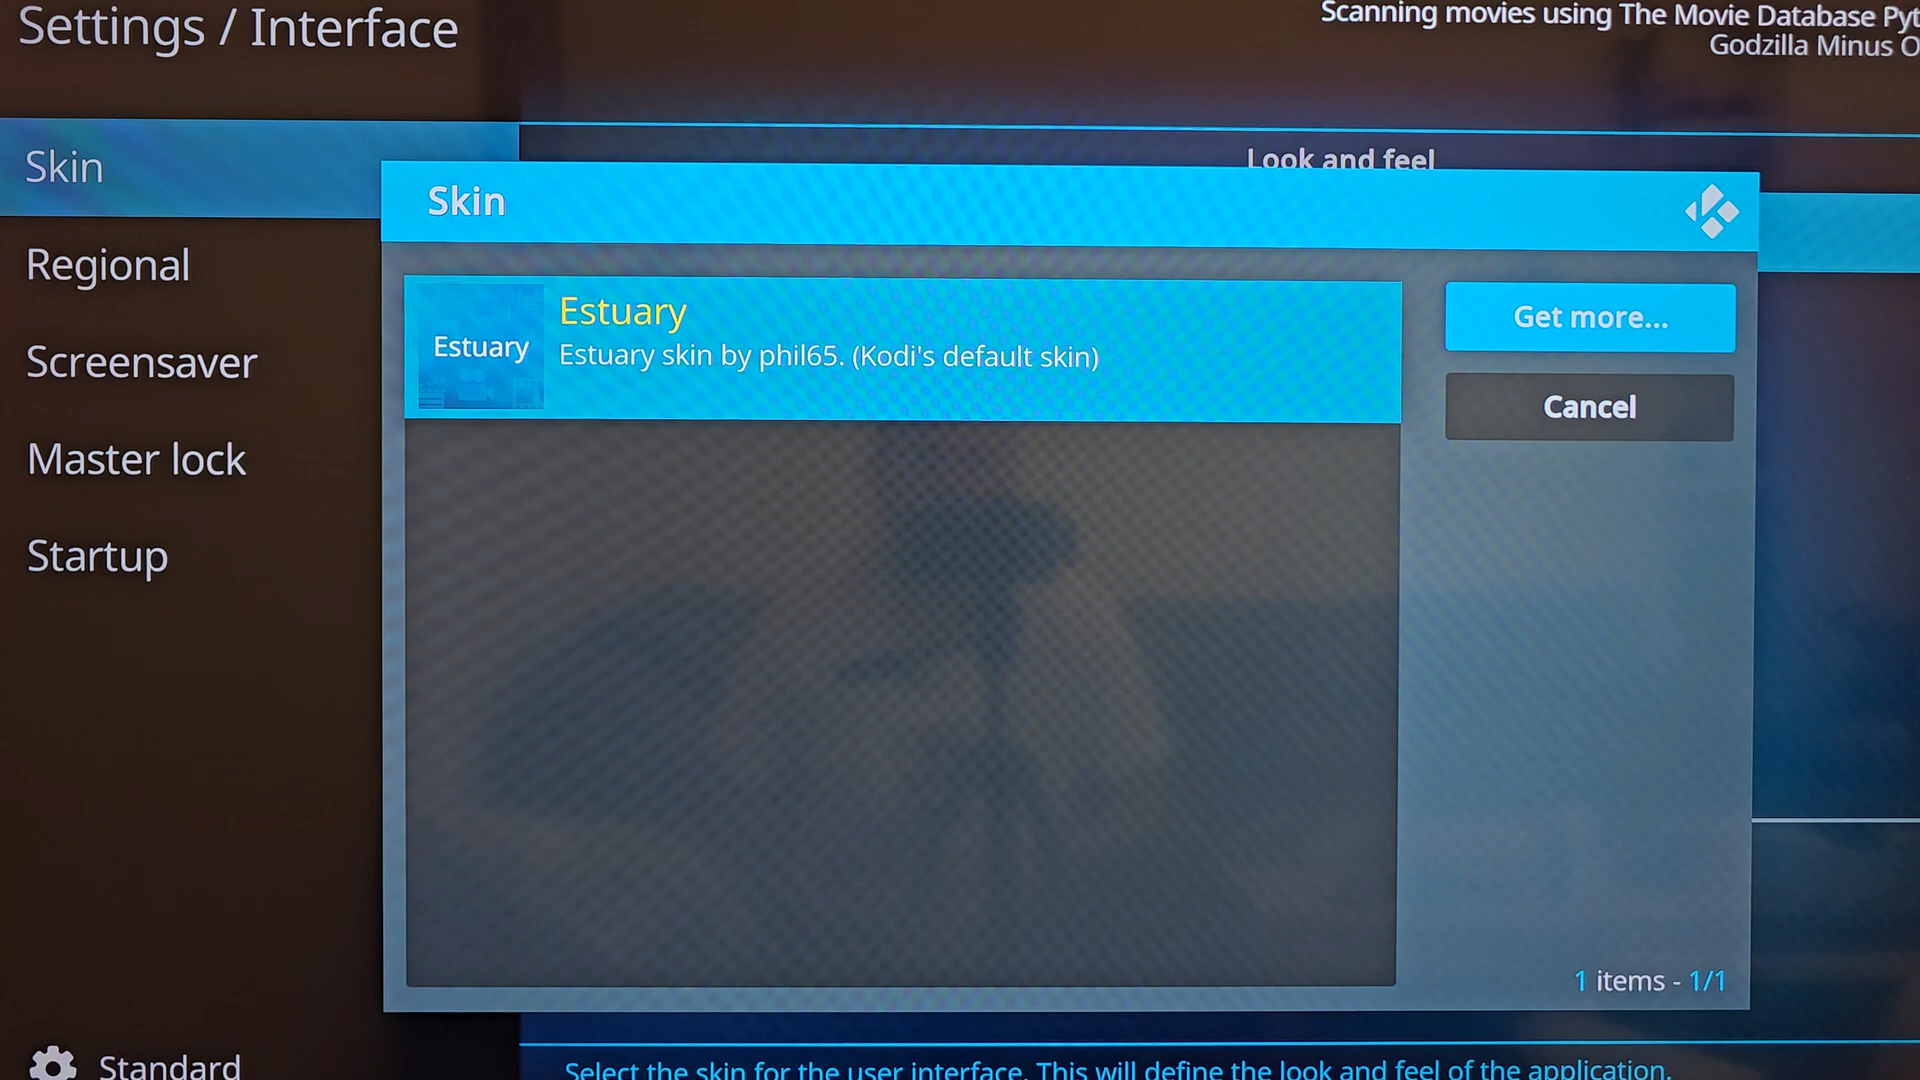 Settings / Interface
Scanning movies using The Movie Database Pyt
Godzilla Minus O
Skin
Look and feel
Skin
Regional
Screensaver
Master lock
Startup
Estuary
Estuary
Estuary skin by phil65. (Kodi's default skin)
Get more...
Cancel
1 items - 1/1
Standard
Select the skin for the user interface. This will define the look and feel of the application.